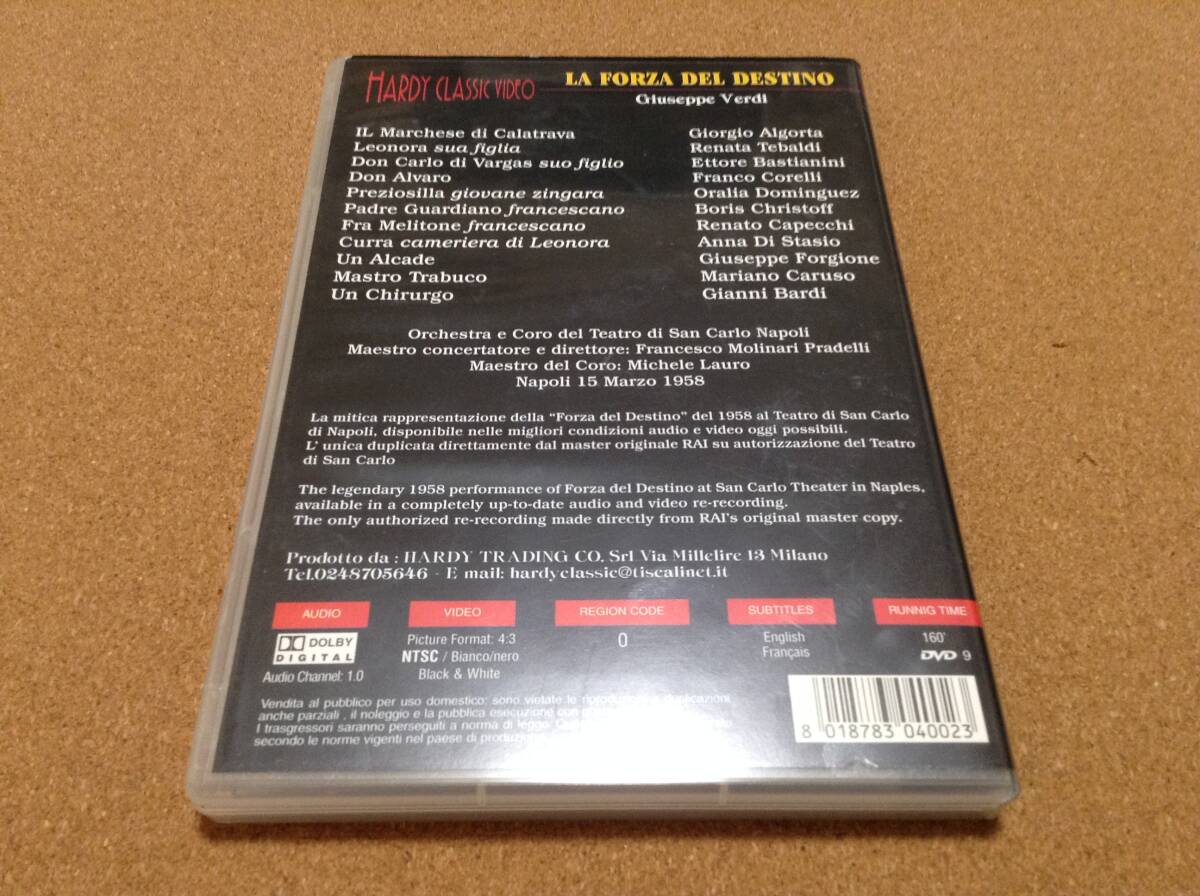 HARDY CLASSIC VIDEO
LA FORZA DEL DESTINO
Giuseppe Verdi
IL Marchese di Calatrava Giorgio Algorta
Leonora sua figlia Renata Tebaldi
Don Carlo di Vargas suo figlio Ettore Bastianini
Don Alvaro Franco Corelli
Preziosilla giovane zingara Oralia Dominguez
Padre Guardiano francescano Boris Christoff
Fra Melitone francescano Renato Capecchi
Curra cameriera di Leonora Anna Di Stasio
Un Alcade Giuseppe Forgione
Mastro Trabuco Mariano Caruso
Un Chirurgo Gianni Bardi
Orchestra e Coro del Teatro di San Carlo Napoli
Maestro concertatore e direttore: Francesco Molinari Pradelli
Maestro del Coro: Michele Lauro
Napoli 15 Marzo 1958
La mitica rappresentazione della "Forza del Destino" del 1958 al Teatro di San Carlo
di Napoli, disponibile nelle migliori condizioni audio e video oggi possibili.
L' unica duplicata direttamente dal master originale RAI su autorizzazione del Teatro
di San Carlo
The legendary 1958 performance of Forza del Destino at San Carlo Theater in Naples,
available in a completely up-to-date audio and video re-recording.
The only authorized re-recording made directly from RAI's original master copy.
Prodotto da : HARDY TRADING CO. Srl Via Millelire 13 Milano
Tel.0248705646 - E mail: hardyclassic@tiscalinet.it
AUDIO VIDEO REGION CODE SUBTITLES RUNNIG TIME
DOLBY
DIGITAL
Audio Channel: 1.0
Picture Format: 4:3
NTSC / Bianco/nero
Black & White
0
English
Français
160'
DVD 9
Vendita al pubblico per uso domestico: sono vietate le riproduzioni e duplicazioni
anche parziali , il noleggio e la pubblica esecuzione con
I trasgressori saranno perseguiti a norma di legge.
secondo le norme vigenti nel paese di produzione,
8 018783 040023